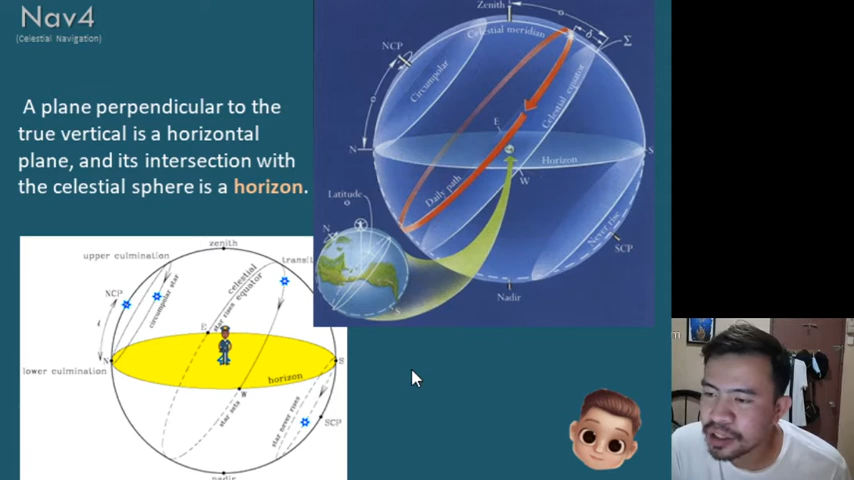 Nav4
(Celestial Navigation)
A plane perpendicular to the
true vertical is a horizontal
plane, and its intersection with
the celestial sphere is a horizon.
Zenith
Celestial meridian
δ
Σ
NCP
Circumpolar
Celestial equator
E
N
S
Horizon
W
Daily path
Latitude
N
Never rise
SCP
S
Nadir
zenith
upper culmination
celestial
equator
NCP
circumpolar star
star rises
E
N
S
lower culmination
horizon
W
star sets
star never rises
SCP
nadir